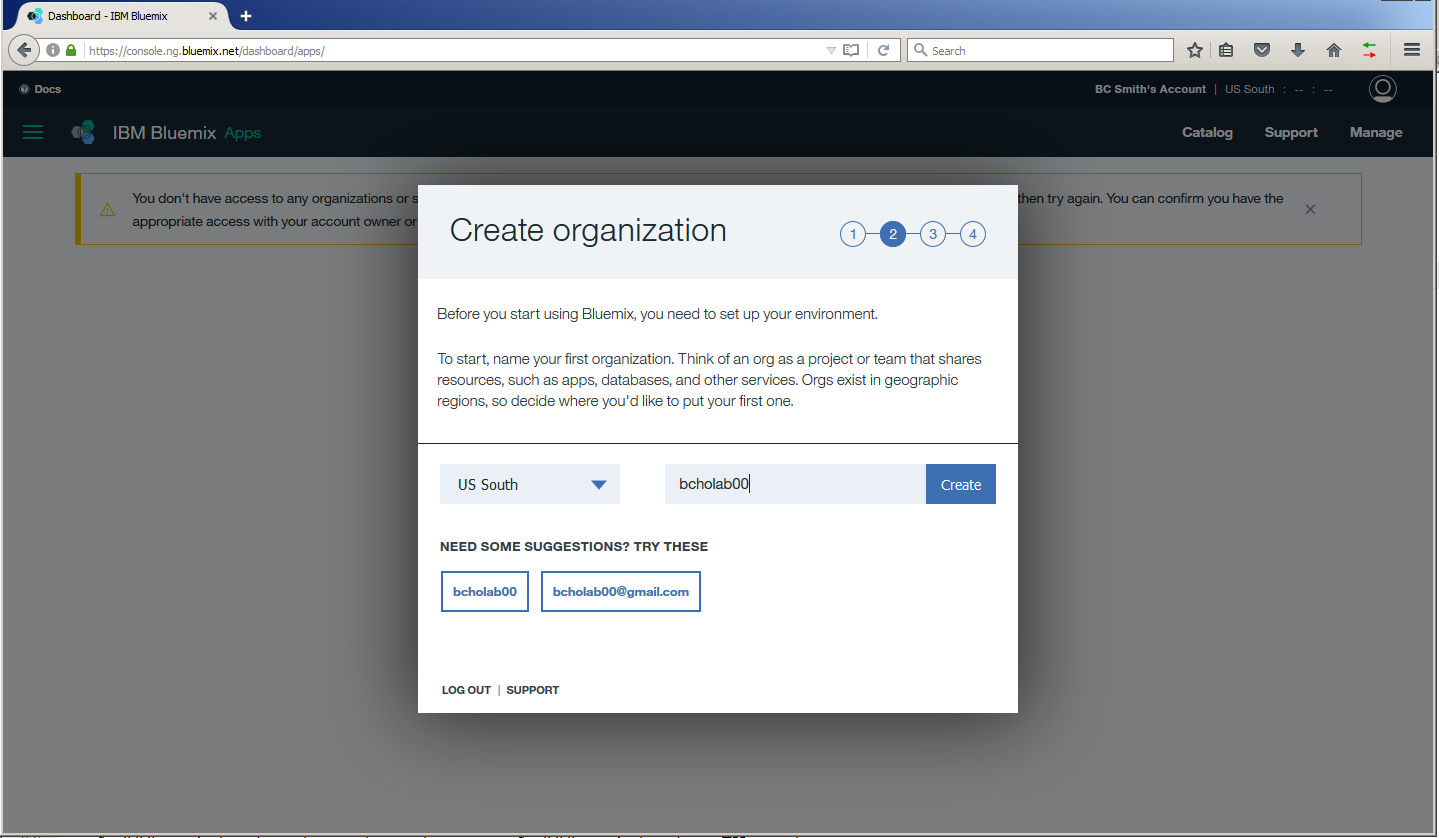 Dashboard - IBM Bluemix
https://console.ng.bluemix.net/dashboard/apps/
Search
Docs
BC Smith's Account | US South : -- : --
IBM Bluemix Apps
Catalog Support Manage
You don't have access to any organizations or s
then try again. You can confirm you have the
appropriate access with your account owner or
Create organization
1 2 3 4
Before you start using Bluemix, you need to set up your environment.
To start, name your first organization. Think of an org as a project or team that shares
resources, such as apps, databases, and other services. Orgs exist in geographic
regions, so decide where you'd like to put your first one.
US South
bcholab00
Create
NEED SOME SUGGESTIONS? TRY THESE
bcholab00
bcholab00@gmail.com
LOG OUT | SUPPORT